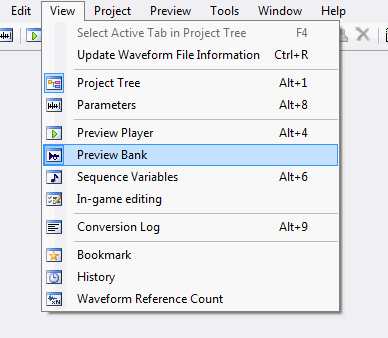 Edit View Project Preview Tools Window Help
Select Active Tab in Project Tree F4
Update Waveform File Information Ctrl+R
Project Tree Alt+1
Parameters Alt+8
Preview Player Alt+4
Preview Bank
Sequence Variables Alt+6
In-game editing
Conversion Log Alt+9
Bookmark
History
Waveform Reference Count